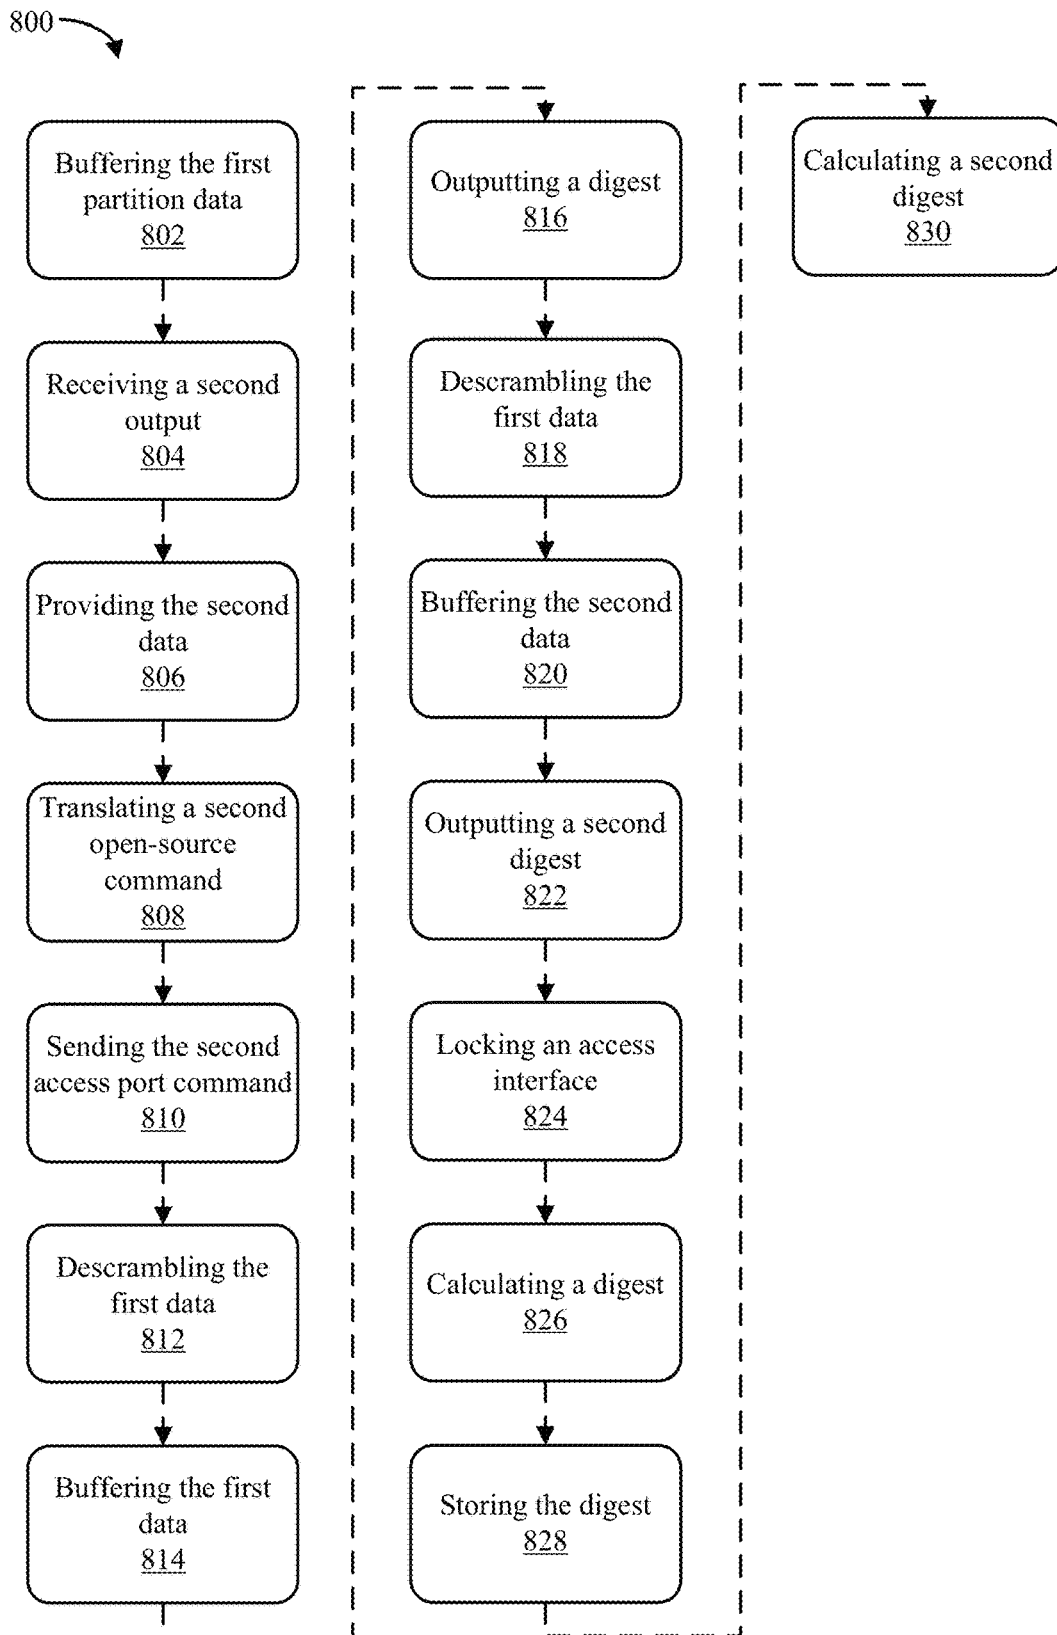 800
Buffering the first
partition data
802
Receiving a second
output
804
Providing the second
data
806
Translating a second
open-source
command
808
Sending the second
access port command
810
Descrambling the
first data
812
Buffering the first
data
814
Outputting a digest
816
Descrambling the
first data
818
Buffering the second
data
820
Outputting a second
digest
822
Locking an access
interface
824
Calculating a digest
826
Storing the digest
828
Calculating a second
digest
830